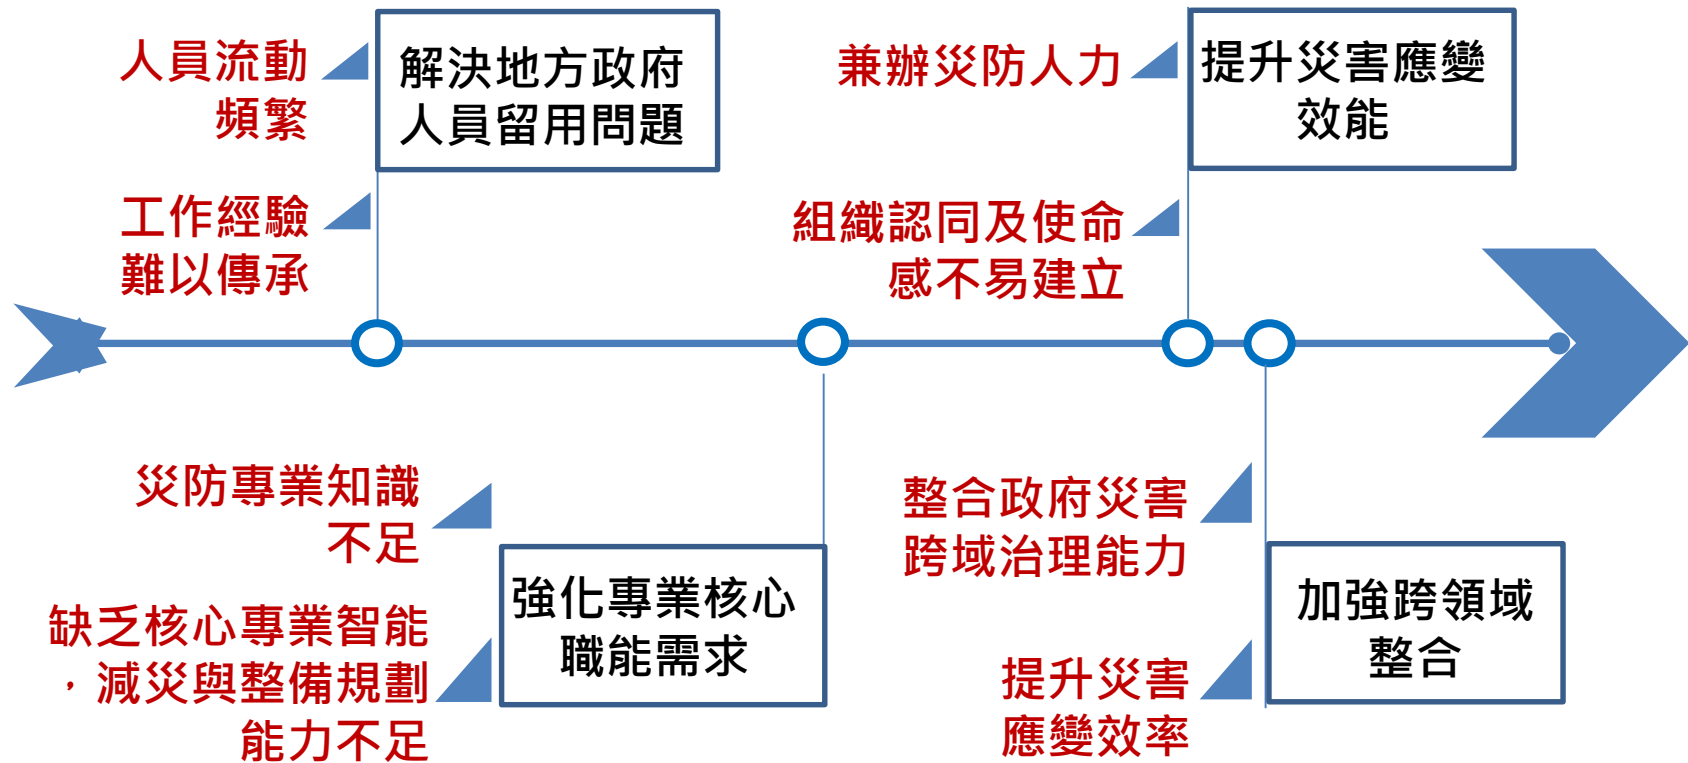 人員流動
頻繁
解決地方政府
人員留用問題
工作經驗
難以傳承
兼辦災防人力
提升災害應變
效能
組織認同及使命
感不易建立
災防專業知識
不足
缺乏核心專業智能
，減災與整備規劃
能力不足
強化專業核心
職能需求
整合政府災害
跨域治理能力
提升災害
應變效率
加強跨領域
整合